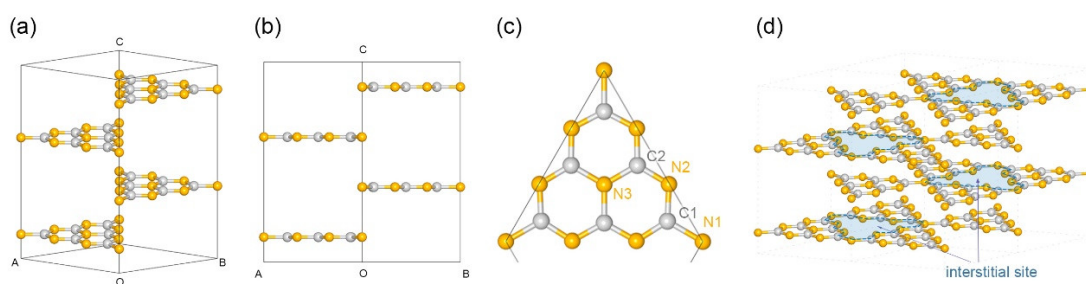 (a)
C
A
O
B
(b)
C
A
O
B
(c)
C2
N2
N3
C1
N1
(d)
interstitial site